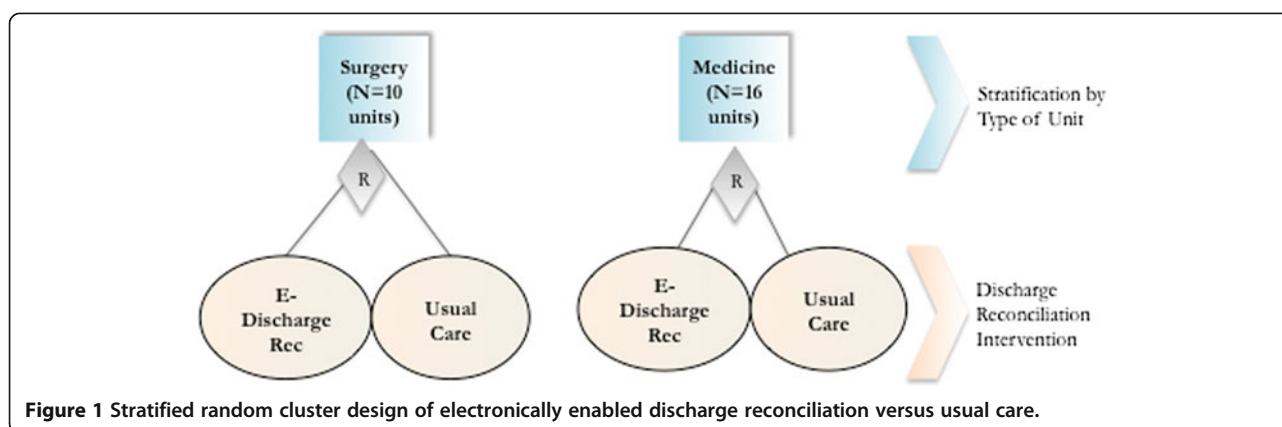 Surgery
(N=10
units)
Medicine
(N=16
units)
Stratification by
Type of Unit
R
R
E-
Discharge
Rec
Usual
Care
E-
Discharge
Rec
Usual
Care
Discharge
Reconciliation
Intervention
Figure 1 Stratified random cluster design of electronically enabled discharge reconciliation versus usual care.